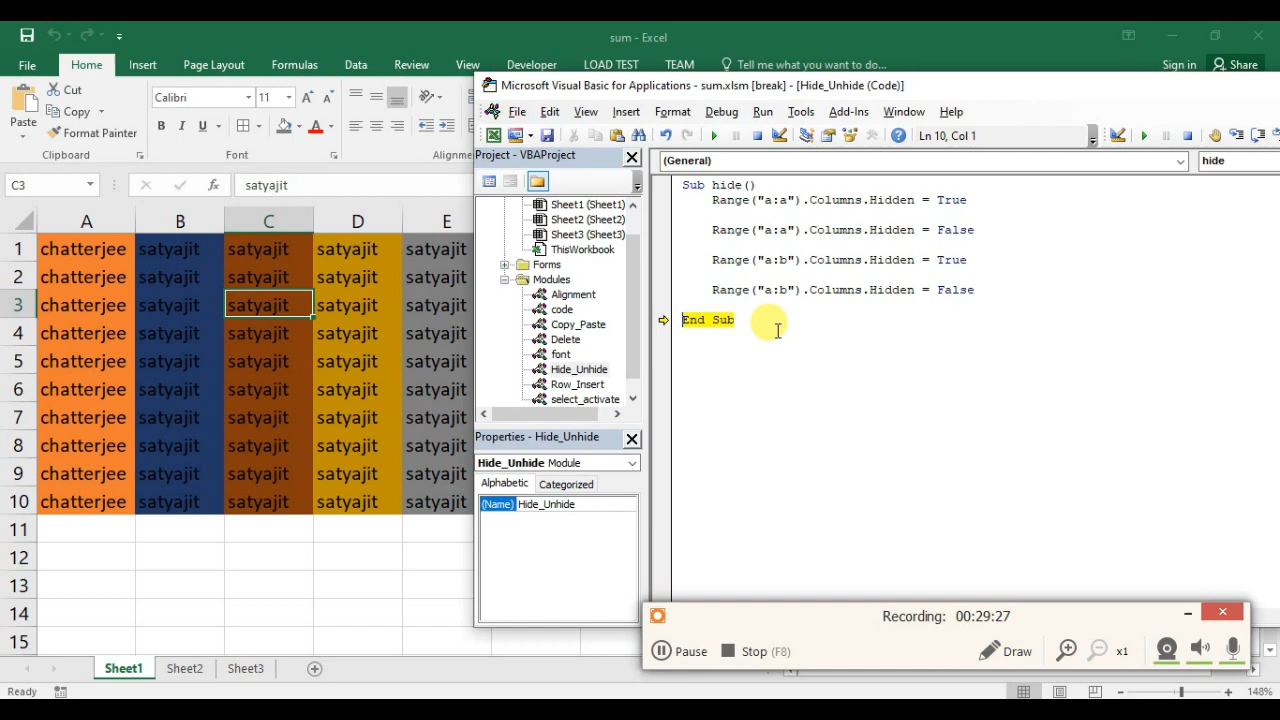 sum - Excel
File Home Insert Page Layout Formulas Data Review View Developer LOAD TEST TEAM Tell me what you want to do... Sign in Share
Microsoft Visual Basic for Applications - sum.xlsm [break] - [Hide_Unhide (Code)]
Paste Cut
Copy
Format Painter
Calibri 11
B I U A
Clipboard Font Alignme
File Edit View Insert Format Debug Run Tools Add-Ins Window Help
Ln 10, Col 1
Project - VBAProject
(General) hide
C3 fx satyajit
Sheet1 (Sheet1)
Sheet2 (Sheet2)
Sheet3 (Sheet3)
ThisWorkbook
Forms
Modules
Alignment
code
Copy_Paste
Delete
font
Hide_Unhide
Row_Insert
select_activate
Sub hide()
Range("a:a").Columns.Hidden = True
Range("a:a").Columns.Hidden = False
Range("a:b").Columns.Hidden = True
Range("a:b").Columns.Hidden = False
End Sub
A B C D E
1 chatterjee satyajit satyajit satyajit satyajit
2 chatterjee satyajit satyajit satyajit satyajit
3 chatterjee satyajit satyajit satyajit satyajit
4 chatterjee satyajit satyajit satyajit satyajit
5 chatterjee satyajit satyajit satyajit satyajit
6 chatterjee satyajit satyajit satyajit satyajit
7 chatterjee satyajit satyajit satyajit satyajit
8 chatterjee satyajit satyajit satyajit satyajit
9 chatterjee satyajit satyajit satyajit satyajit
10 chatterjee satyajit satyajit satyajit satyajit
11
12
13
14
15
Properties - Hide_Unhide
Hide_Unhide Module
Alphabetic Categorized
(Name) Hide_Unhide
Recording: 00:29:27
Pause Stop (F8) Draw x1
Sheet1 Sheet2 Sheet3
Ready 148%